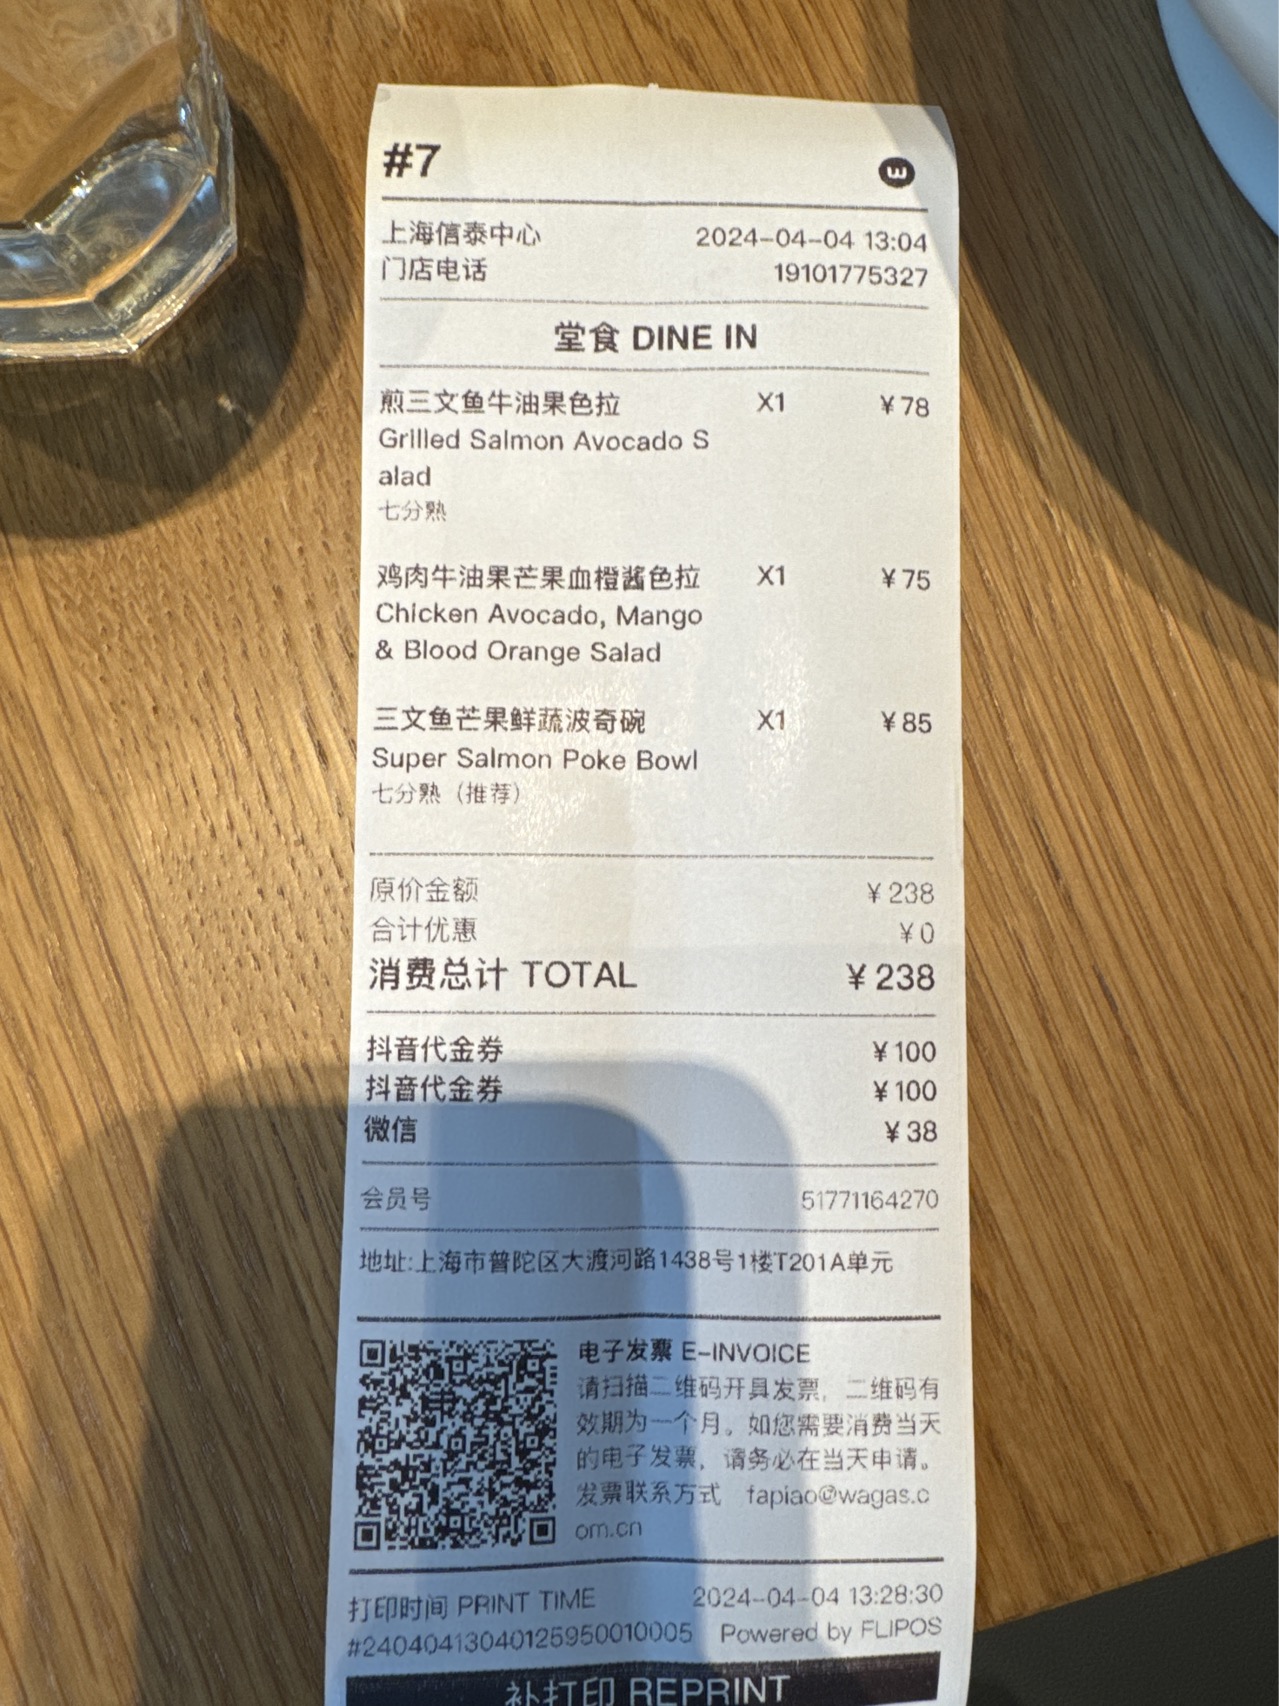 #7
上海信泰中心 2024-04-04 13:04
门店电话 19101775327
堂食 DINE IN
煎三文鱼牛油果色拉 X1 ¥78
Grilled Salmon Avocado S
alad
七分熟
鸡肉牛油果芒果血橙酱色拉 X1 ¥75
Chicken Avocado, Mango
& Blood Orange Salad
三文鱼芒果鲜蔬波奇碗 X1 ¥85
Super Salmon Poke Bowl
七分熟（推荐）
原价金额 ¥238
合计优惠 ¥0
消费总计 TOTAL ¥238
抖音代金券 ¥100
抖音代金券 ¥100
微信 ¥38
会员号 51771164270
地址:上海市普陀区大渡河路1438号1楼T201A单元
电子发票 E-INVOICE
请扫描二维码开具发票，二维码有
效期为一个月。如您需要消费当天
的电子发票，请务必在当天申请。
发票联系方式 fapiao@wagas.c
om.cn
打印时间 PRINT TIME 2024-04-04 13:28:30
#24040413040125950010005 Powered by FLIPOS
补打印 REPRINT